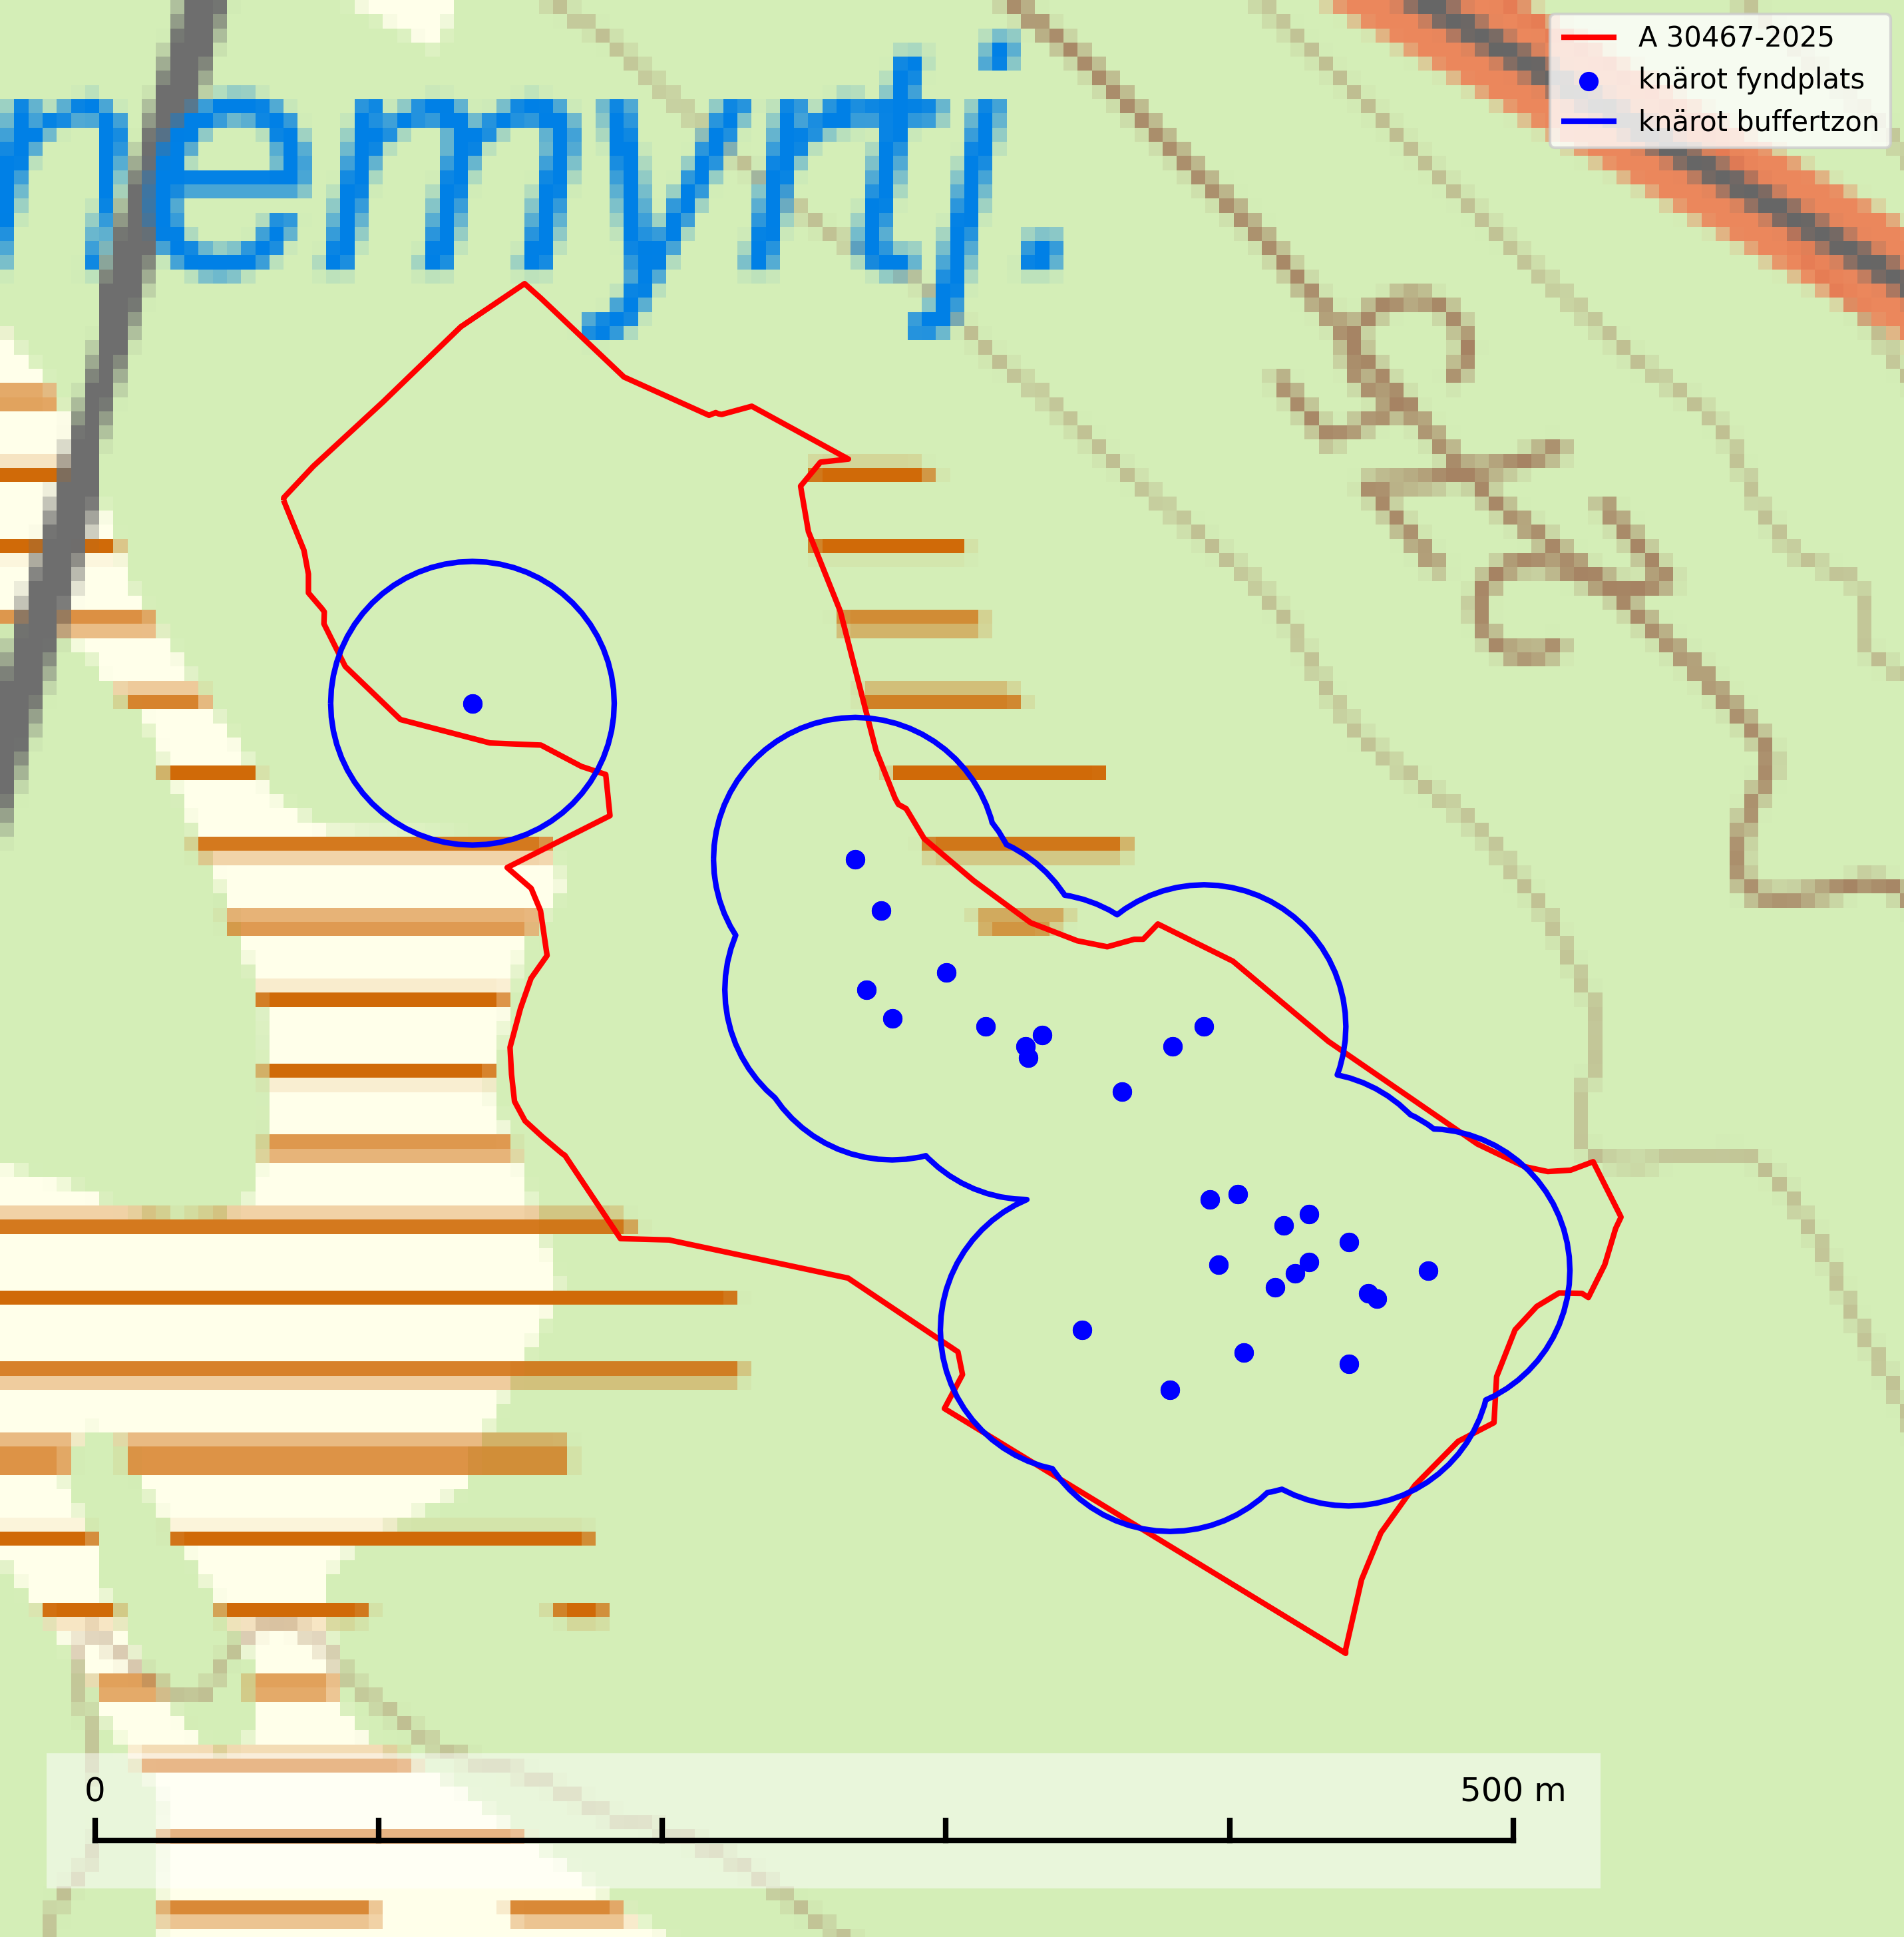 A 30467-2025
knärot fyndplats
knärot buffertzon
nemyrtj.
0
500 m